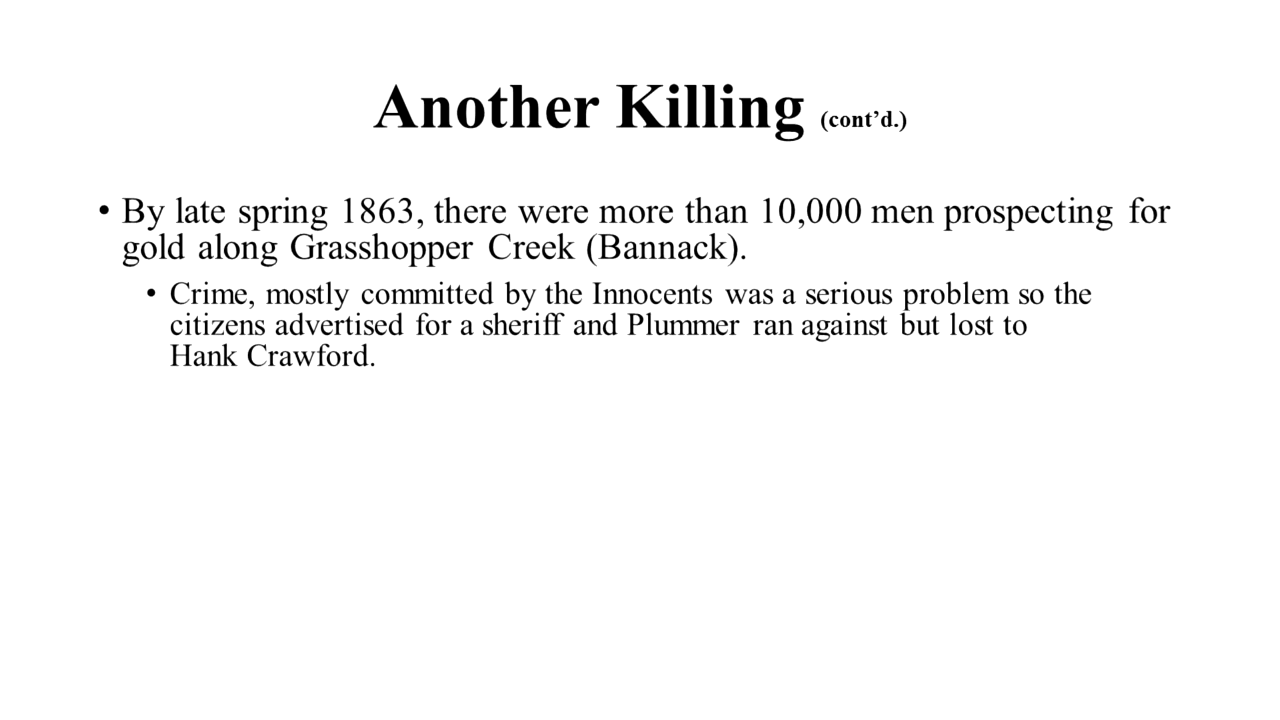 Another Killing (cont’d.)
• By late spring 1863, there were more than 10,000 men prospecting for
gold along Grasshopper Creek (Bannack).
• Crime, mostly committed by the Innocents was a serious problem so the
citizens advertised for a sheriff and Plummer ran against but lost to
Hank Crawford.